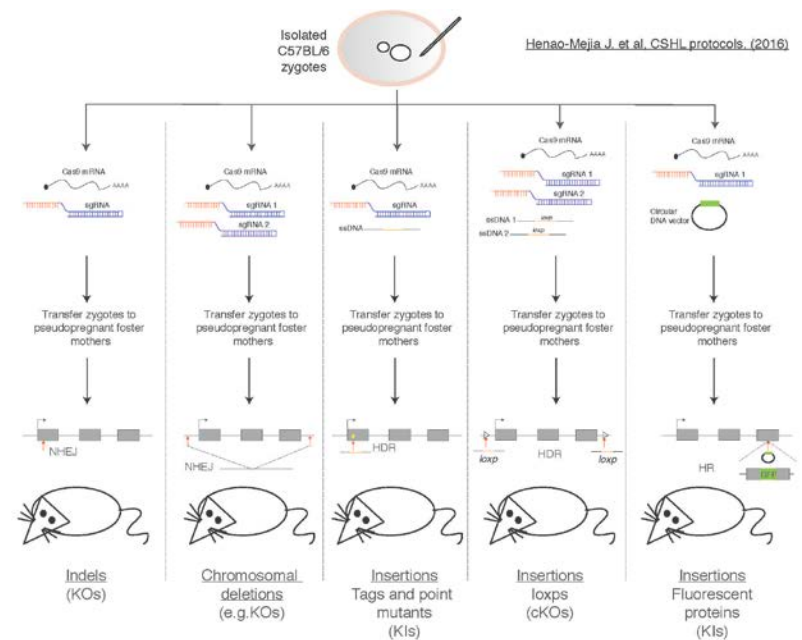 Isolated
C57BL/6
zygotes
Henao-Mejia J. et al, CSHL protocols. (2016)
Cas9 mRNA
AAAA
sgRNA
Cas9 mRNA
AAAA
sgRNA 1
sgRNA 2
Cas9 mRNA
AAAA
sgRNA
ssDNA
Cas9 mRNA
AAAA
sgRNA 1
sgRNA 2
ssDNA 1
loxp
ssDNA 2
loxp
Cas9 mRNA
AAAA
sgRNA 1
Circular
DNA vector
Transfer zygotes to
pseudopregnant foster
mothers
Transfer zygotes to
pseudopregnant foster
mothers
Transfer zygotes to
pseudopregnant foster
mothers
Transfer zygotes to
pseudopregnant foster
mothers
Transfer zygotes to
pseudopregnant foster
mothers
NHEJ
NHEJ
HDR
loxp
HDR
loxp
HR
GFP
Indels
(KOs)
Chromosomal
deletions
(e.g.KOs)
Insertions
Tags and point
mutants
(KIs)
Insertions
loxps
(cKOs)
Insertions
Fluorescent
proteins
(KIs)